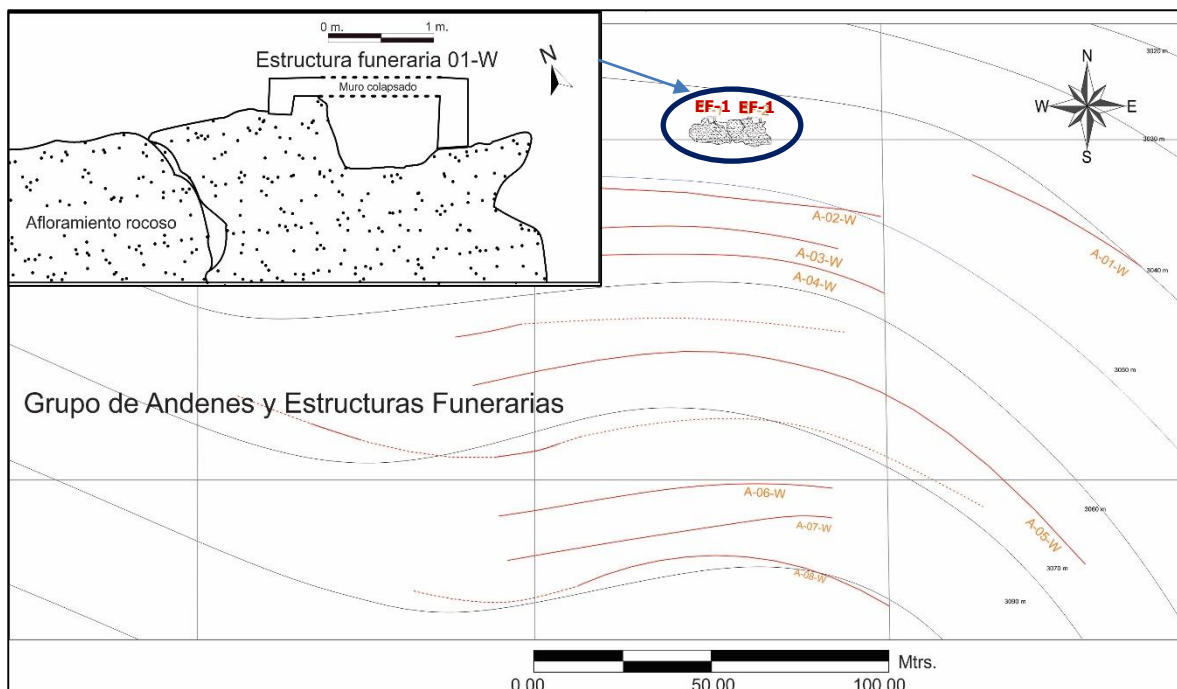 0 m. 1 m.
Estructura funeraria 01-W
N
Muro colapsado
Afloramiento rocoso
EF-1 EF-1
N
W E
S
3020 m
3030 m
3040 m
3050 m
3060 m
3070 m
3090 m
A-01-W
A-02-W
A-03-W
A-04-W
Grupo de Andenes y Estructuras Funerarias
A-05-W
A-06-W
A-07-W
A-08-W
Mtrs.
0.00 50.00 100.00